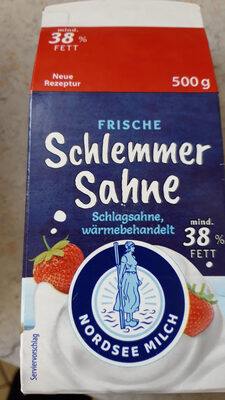 mind.
38 %
FETT
Neue
Rezeptur
500 g
FRISCHE
Schlemmer
Sahne
Schlagsahne,
wärmebehandelt
mind.
38 %
FETT
NORDSEE MILCH
Serviervorschlag